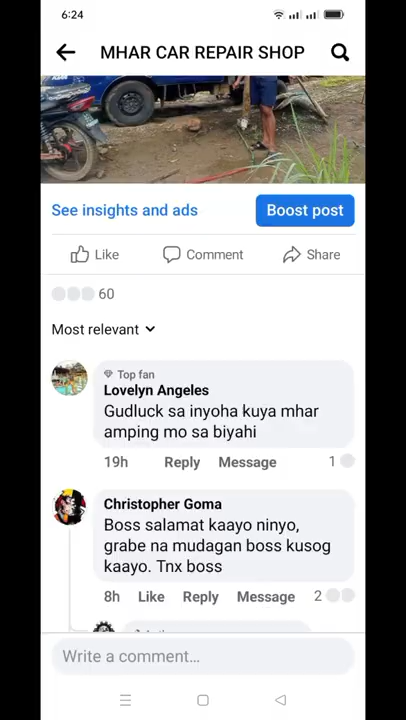 6:24
MHAR CAR REPAIR SHOP
See insights and ads
Boost post
Like
Comment
Share
60
Most relevant
Top fan
Lovelyn Angeles
Gudluck sa inyoha kuya mhar
amping mo sa biyahi
19h Reply Message 1
Christopher Goma
Boss salamat kaayo ninyo,
grabe na mudagan boss kusog
kaayo. Tnx boss
8h Like Reply Message 2
Write a comment…